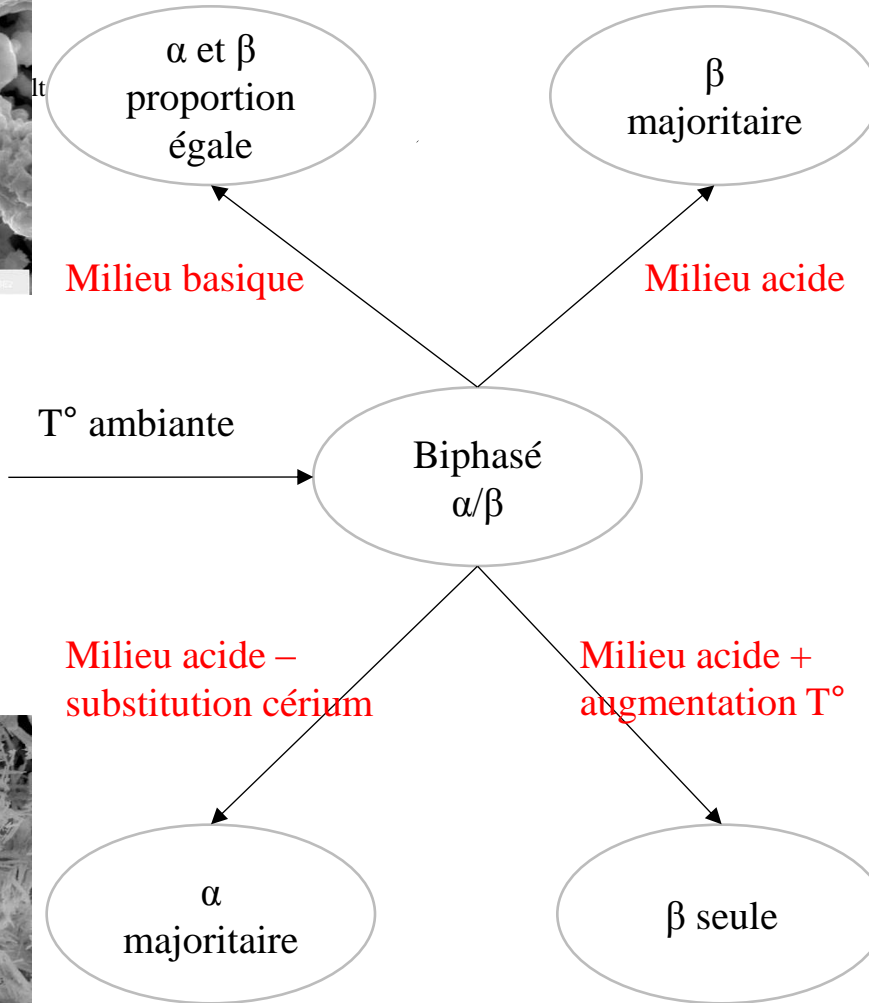 α et β
proportion
égale
β
majoritaire
lt
Milieu basique
Milieu acide
T° ambiante
Biphasé
α/β
Milieu acide –
substitution cérium
Milieu acide +
augmentation T°
α
majoritaire
β seule